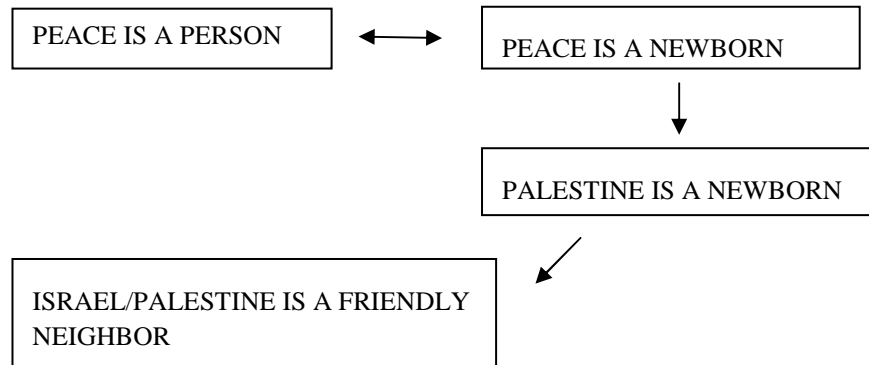 PEACE IS A PERSON
PEACE IS A NEWBORN
PALESTINE IS A NEWBORN
ISRAEL/PALESTINE IS A FRIENDLY
NEIGHBOR